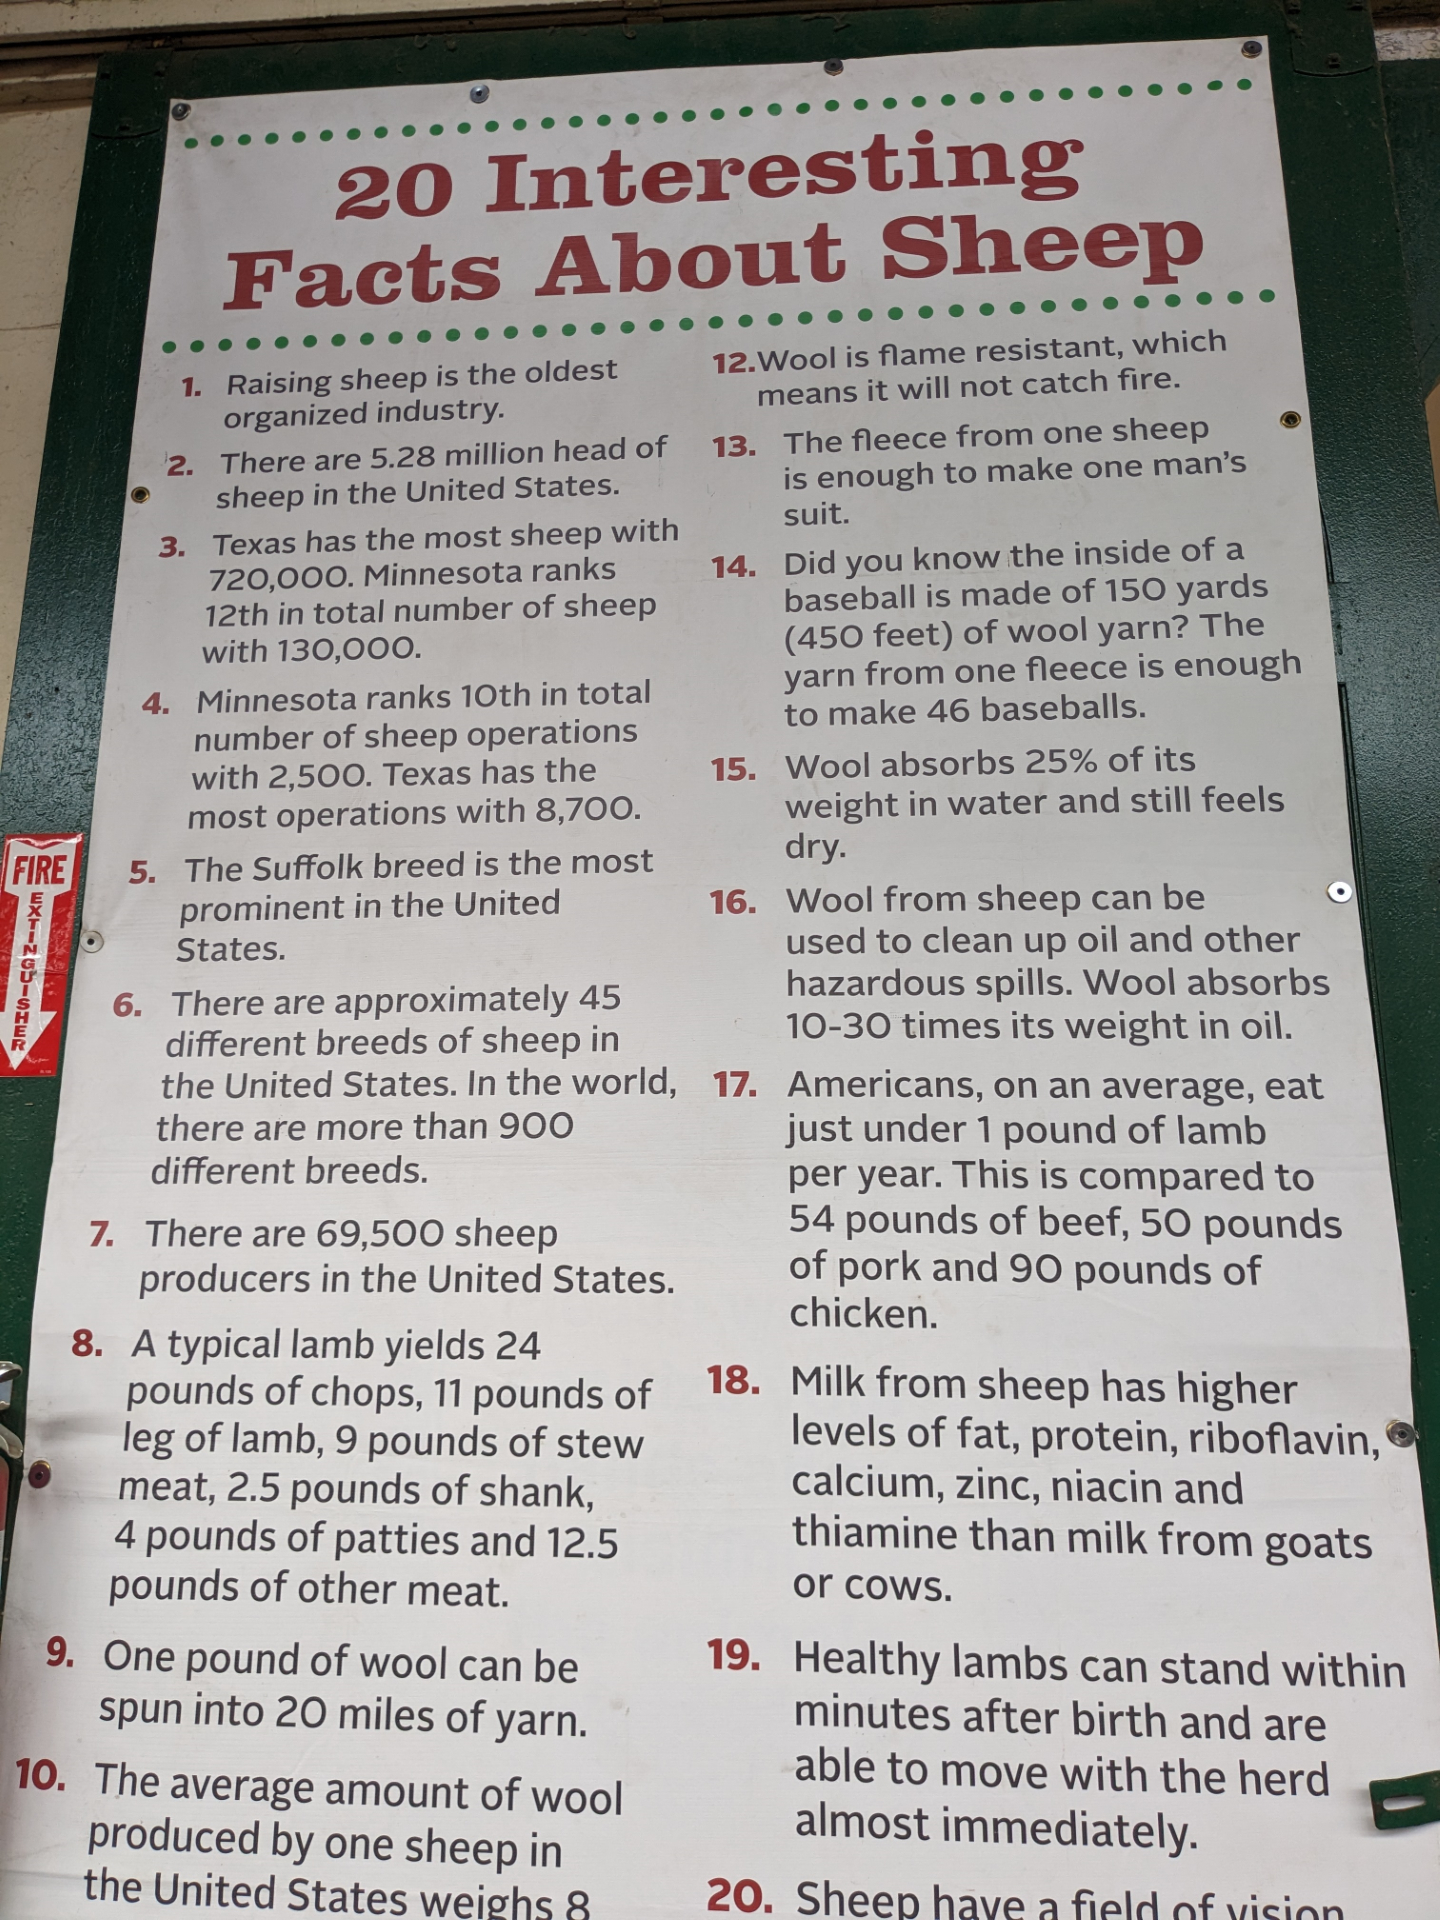 20 Interesting
Facts About Sheep
1. Raising sheep is the oldest
organized industry.
2. There are 5.28 million head of
sheep in the United States.
3. Texas has the most sheep with
720,000. Minnesota ranks
12th in total number of sheep
with 130,000.
4. Minnesota ranks 10th in total
number of sheep operations
with 2,500. Texas has the
most operations with 8,700.
5. The Suffolk breed is the most
prominent in the United
States.
6. There are approximately 45
different breeds of sheep in
the United States. In the world,
there are more than 900
different breeds.
7. There are 69,500 sheep
producers in the United States.
8. A typical lamb yields 24
pounds of chops, 11 pounds of
leg of lamb, 9 pounds of stew
meat, 2.5 pounds of shank,
4 pounds of patties and 12.5
pounds of other meat.
9. One pound of wool can be
spun into 20 miles of yarn.
10. The average amount of wool
produced by one sheep in
the United States weighs 8
12. Wool is flame resistant, which
means it will not catch fire.
13. The fleece from one sheep
is enough to make one man's
suit.
14. Did you know the inside of a
baseball is made of 150 yards
(450 feet) of wool yarn? The
yarn from one fleece is enough
to make 46 baseballs.
15. Wool absorbs 25% of its
weight in water and still feels
dry.
16. Wool from sheep can be
used to clean up oil and other
hazardous spills. Wool absorbs
10-30 times its weight in oil.
17. Americans, on an average, eat
just under 1 pound of lamb
per year. This is compared to
54 pounds of beef, 50 pounds
of pork and 90 pounds of
chicken.
18. Milk from sheep has higher
levels of fat, protein, riboflavin,
calcium, zinc, niacin and
thiamine than milk from goats
or cows.
19. Healthy lambs can stand within
minutes after birth and are
able to move with the herd
almost immediately.
20. Sheep have a field of vision
FIRE
EXTINGUISHER